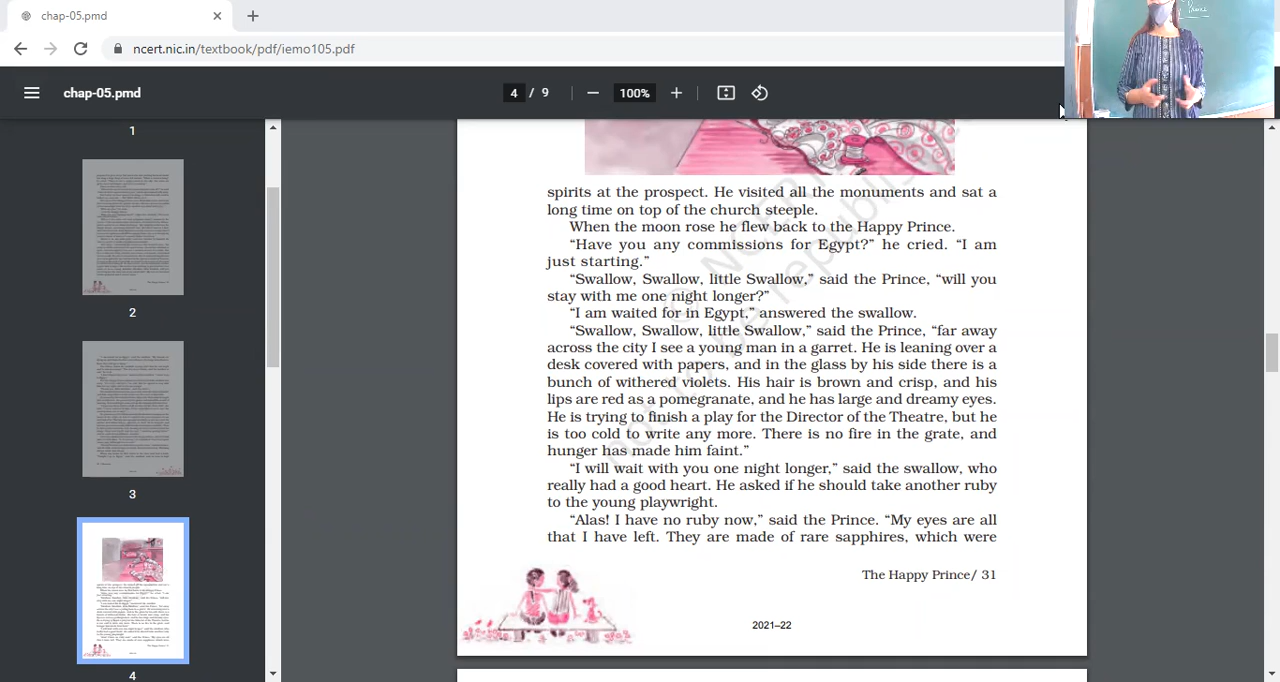 chap-05.pmd
ncert.nic.in/textbook/pdf/iemo105.pdf
chap-05.pmd
4 / 9
100%
1
2
3
4
spirits at the prospect. He visited all the monuments and sat a
long time on top of the church steeple.
When the moon rose he flew back to the Happy Prince.
“Have you any commissions for Egypt?” he cried. “I am
just starting.”
“Swallow, Swallow, little Swallow,” said the Prince, “will you
stay with me one night longer?”
“I am waited for in Egypt,” answered the swallow.
“Swallow, Swallow, little Swallow,” said the Prince, “far away
across the city I see a young man in a garret. He is leaning over a
desk covered with papers, and in the glass by his side there is a
bunch of withered violets. His hair is brown and crisp, and his
lips are red as a pomegranate, and he has large and dreamy eyes.
He is trying to finish a play for the Director of the Theatre, but he
is too cold to write any more. There is no fire in the grate, and
hunger has made him faint.”
“I will wait with you one night longer,” said the swallow, who
really had a good heart. He asked if he should take another ruby
to the young playwright.
“Alas! I have no ruby now,” said the Prince. “My eyes are all
that I have left. They are made of rare sapphires, which were
The Happy Prince/ 31
2021–22